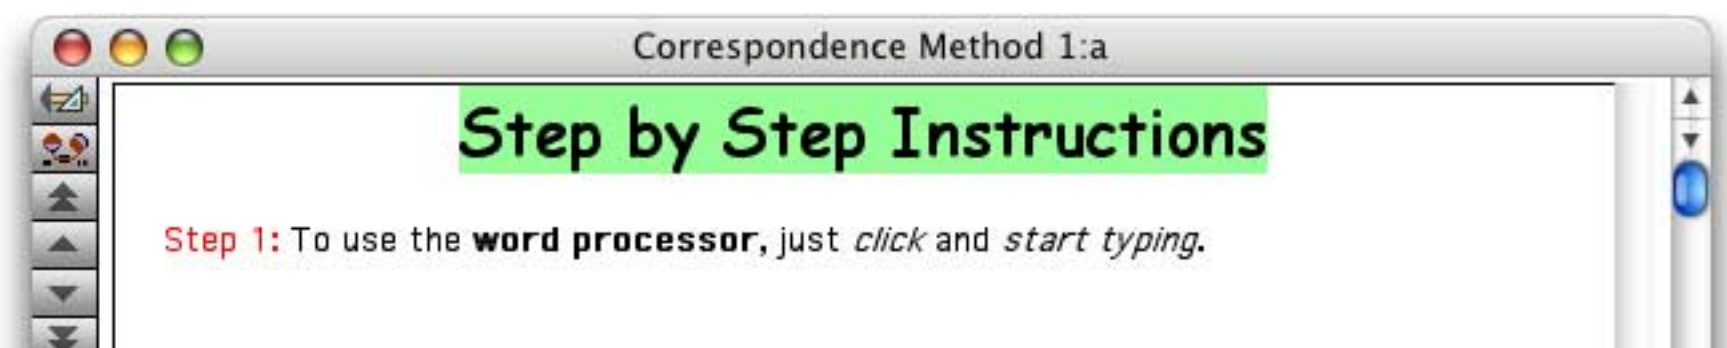 Correspondence Method 1:a
Step by Step Instructions
Step 1: To use the word processor, just click and start typing.